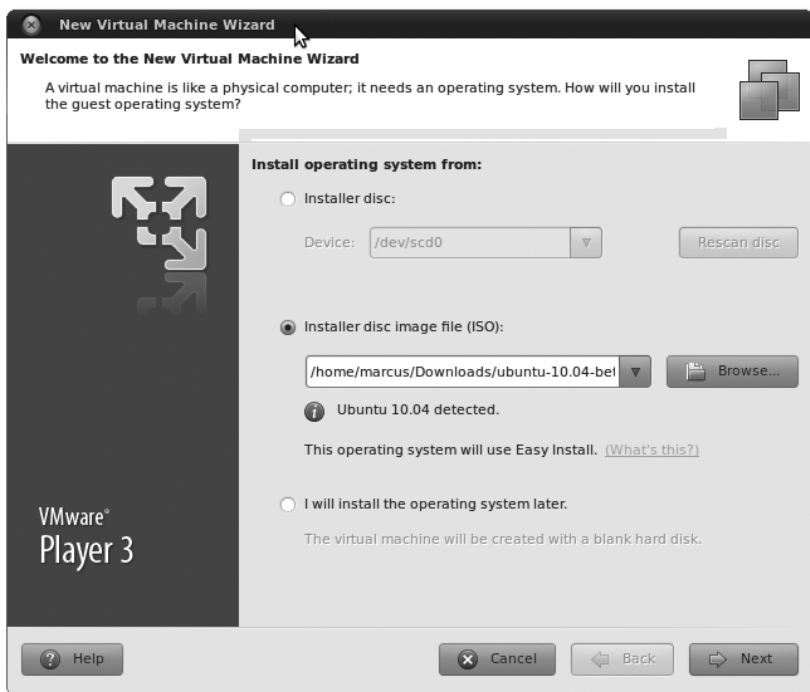 New Virtual Machine Wizard
Welcome to the New Virtual Machine Wizard
A virtual machine is like a physical computer; it needs an operating system. How will you install
the guest operating system?
Install operating system from:
Installer disc:
Device: /dev/scd0 Rescan disc
Installer disc image file (ISO):
/home/marcus/Downloads/ubuntu-10.04-bet Browse...
Ubuntu 10.04 detected.
This operating system will use Easy Install. (What's this?)
I will install the operating system later.
The virtual machine will be created with a blank hard disk.
VMware®
Player 3
Help Cancel Back Next